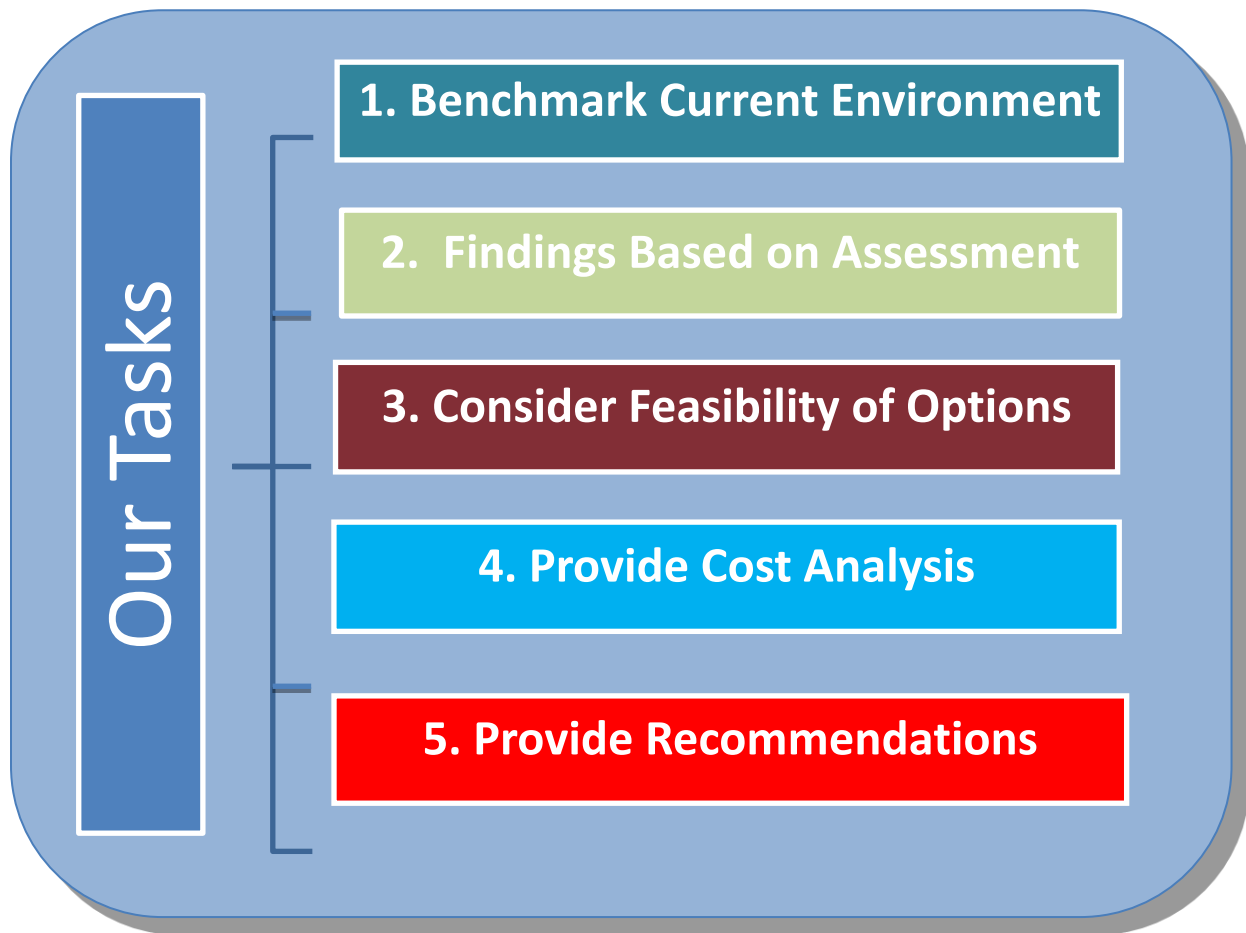 Our Tasks
1. Benchmark Current Environment
2.  Findings Based on Assessment
3. Consider Feasibility of Options
4. Provide Cost Analysis
5. Provide Recommendations